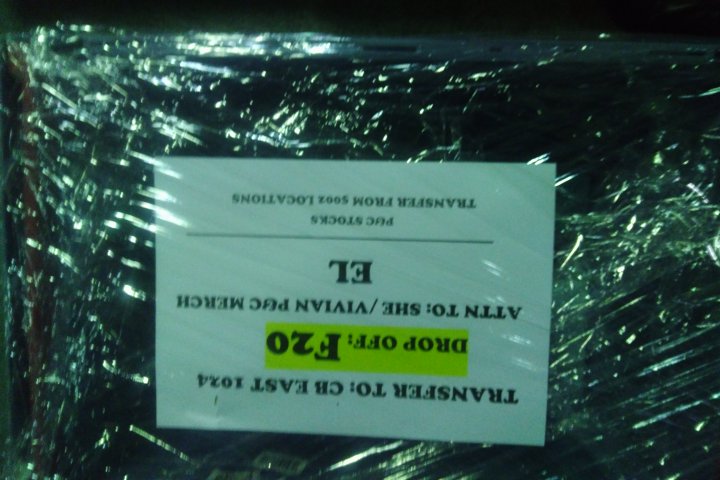 TRANSFER TO: CB EAST 1024
DROP OFF: F20
ATTN TO: SHE/VIVIAN P&C MERCH
EL
P&C STOCKS
TRANSFER FROM 5002 LOCATIONS